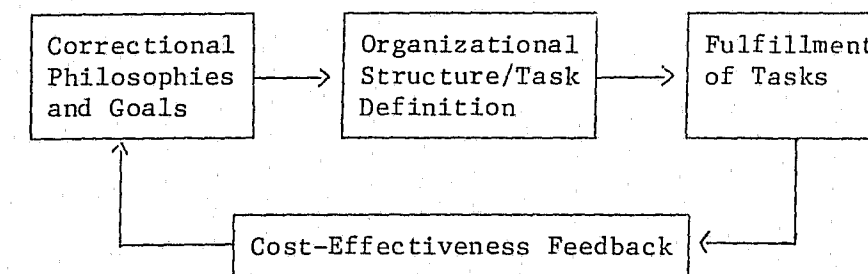 Correctional
Philosophies
and Goals
Organizational
Structure/Task
Definition
Fulfillment
of Tasks
Cost-Effectiveness Feedback